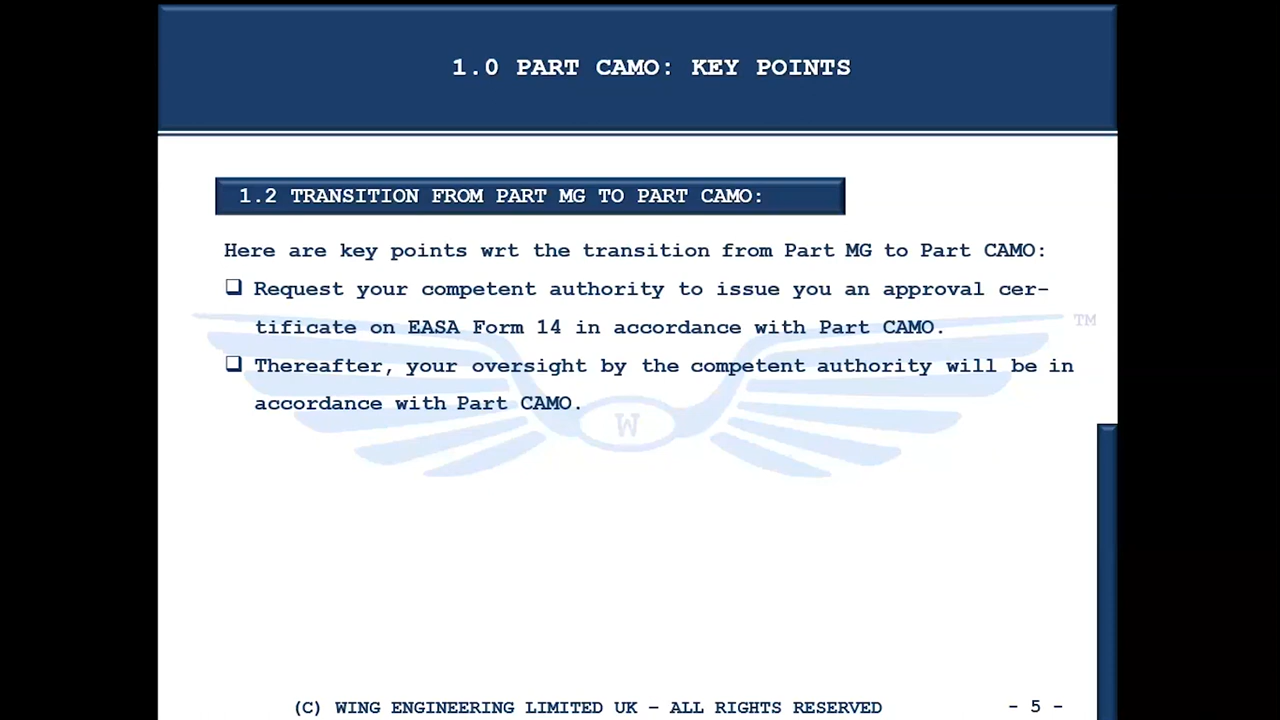 1.0 PART CAMO: KEY POINTS
1.2 TRANSITION FROM PART MG TO PART CAMO:
Here are key points wrt the transition from Part MG to Part CAMO:
❑ Request your competent authority to issue you an approval cer-
tificate on EASA Form 14 in accordance with Part CAMO.
TM
❑ Thereafter, your oversight by the competent authority will be in
accordance with Part CAMO.
W
(C) WING ENGINEERING LIMITED UK – ALL RIGHTS RESERVED
- 5 -